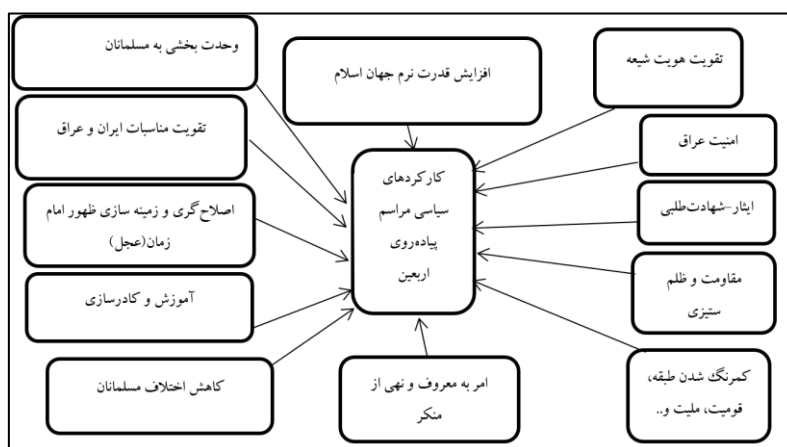 وحدت بخشی به مسلمانان
افزایش قدرت نرم جهان اسلام
تقویت هویت شیعه
تقویت مناسبات ایران و عراق
امنیت عراق
کارکردهای
سیاسی مراسم
پیاده‌روی
اربعین
اصلاح‌گری و زمینه سازی ظهور امام
زمان(عجل)
ایثار-شهادت‌طلبی
آموزش و کادرسازی
مقاومت و ظلم
ستیزی
کاهش اختلاف مسلمانان
امر به معروف و نهی از
منکر
کمرنگ شدن طبقه،
قومیت، ملیت و..